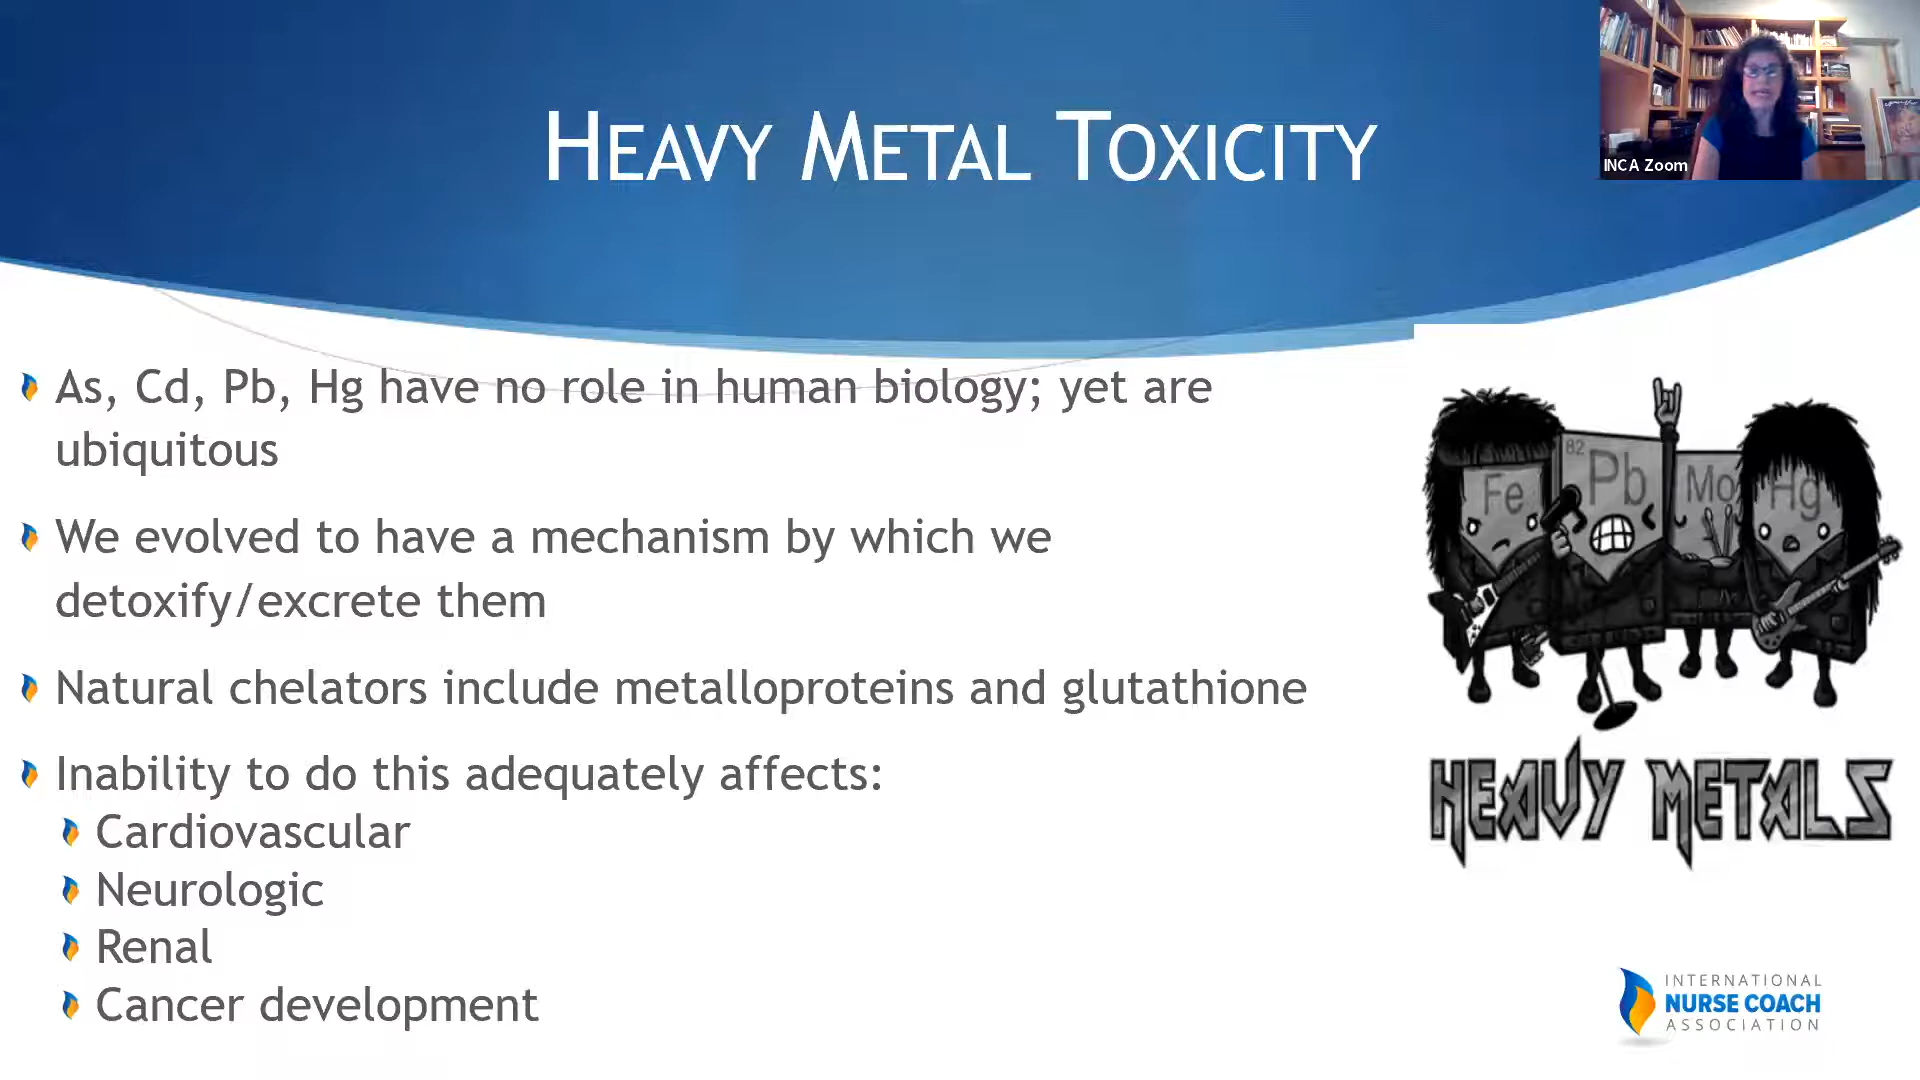 HEAVY METAL TOXICITY
INCA Zoom
As, Cd, Pb, Hg have no role in human biology; yet are
ubiquitous
We evolved to have a mechanism by which we
detoxify/excrete them
Natural chelators include metalloproteins and glutathione
Inability to do this adequately affects:
Cardiovascular
Neurologic
Renal
Cancer development
82
Fe
Pb
Mo
Hg
HEAVY METALS
INTERNATIONAL
NURSE COACH
ASSOCIATION